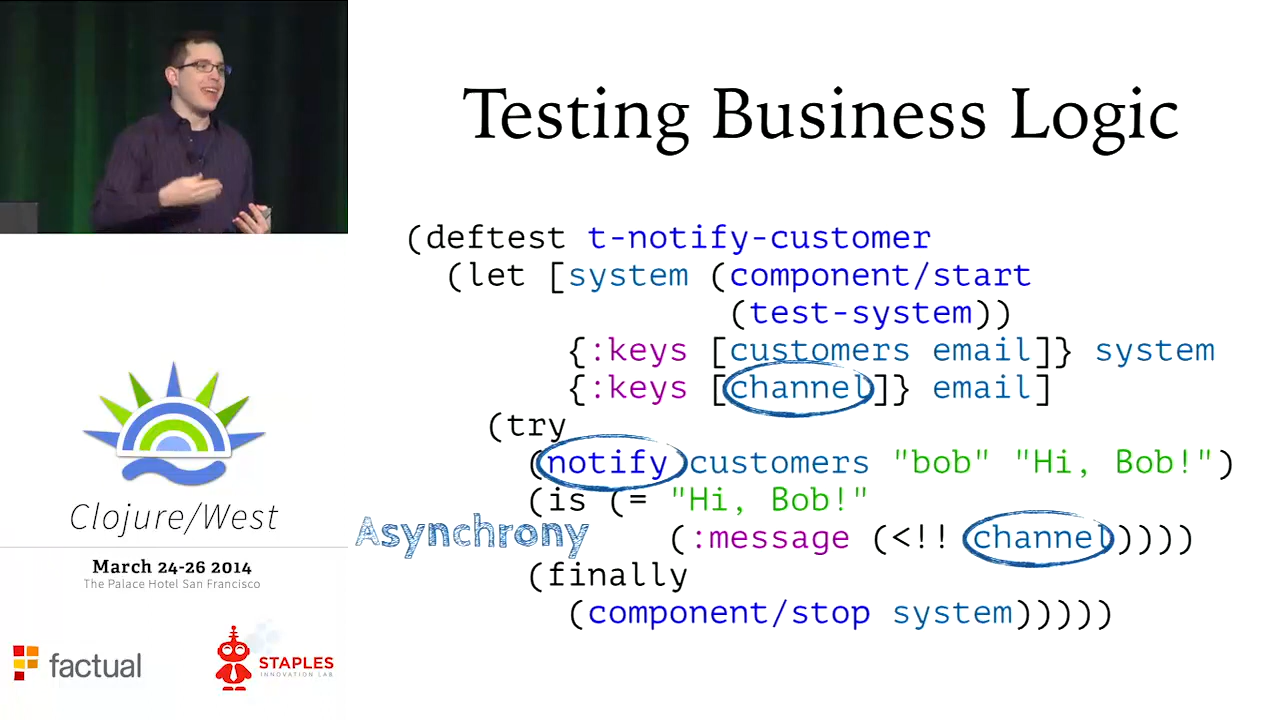 Testing Business Logic
(deftest t-notify-customer
(let [system (component/start
(test-system))
{:keys [customers email]} system
{:keys [channel]} email]
(try
(notify customers "bob" "Hi, Bob!")
(is (= "Hi, Bob!"
Asynchrony
(:message (<!! channel))))
(finally
(component/stop system)))))
Clojure/West
March 24-26 2014
The Palace Hotel San Francisco
factual
STAPLES
INNOVATION LAB